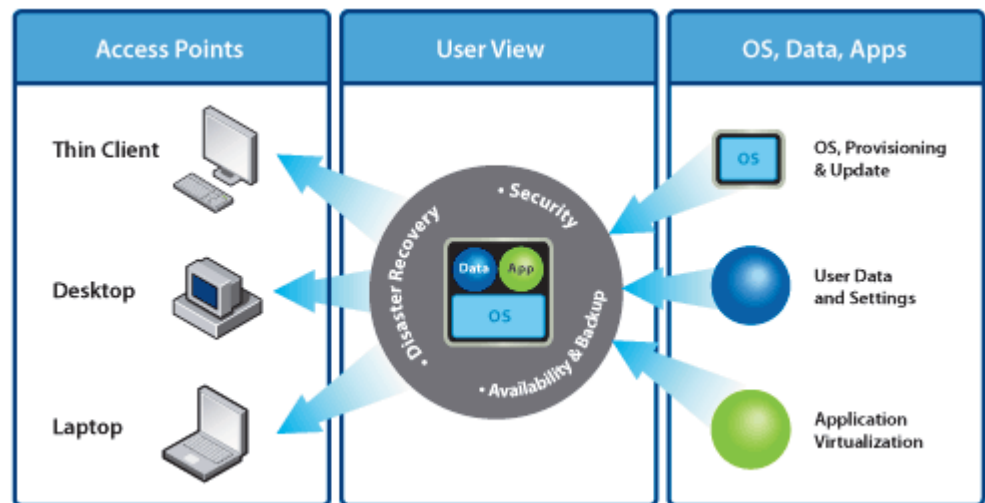 Access Points
User View
OS, Data, Apps
Thin Client
Desktop
Laptop
• Disaster Recovery
• Security
• Availability & Backup
Data
App
OS
OS
OS, Provisioning
& Update
User Data
and Settings
Application
Virtualization